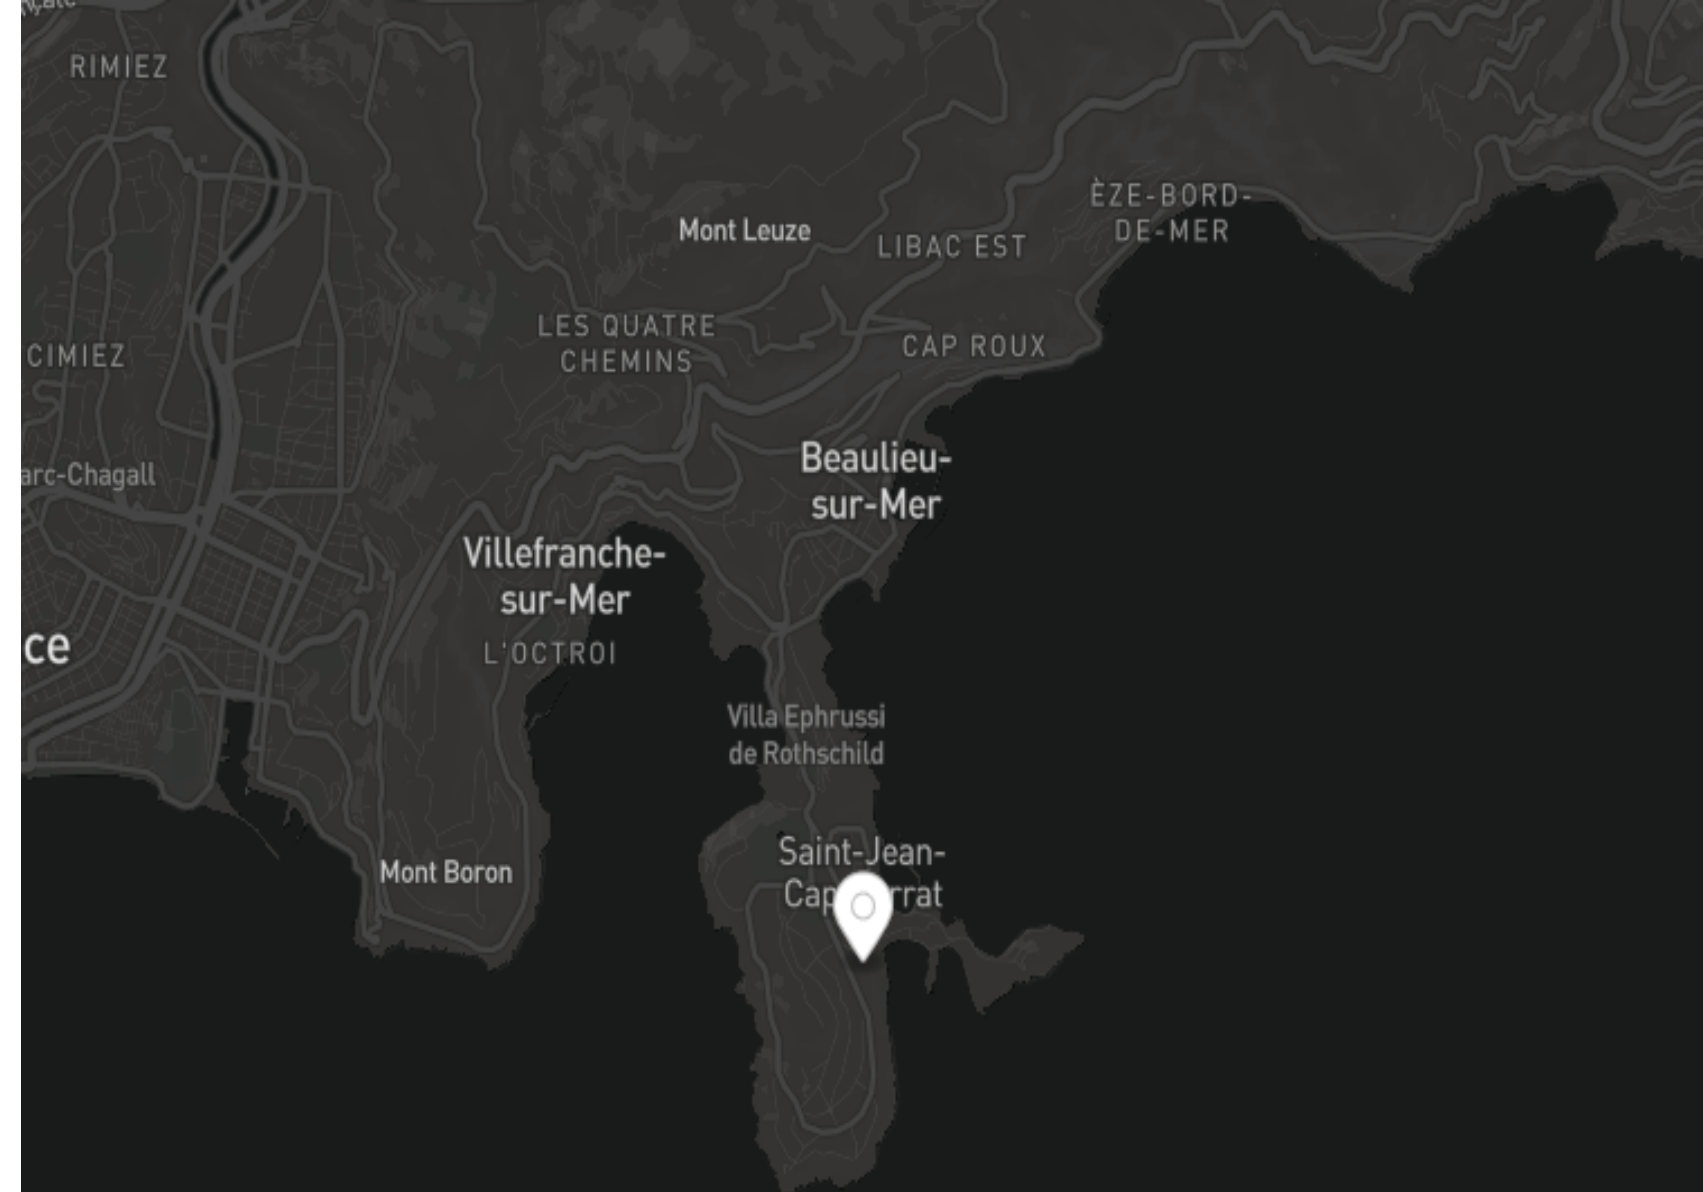 RIMIEZ
ÈZE-BORD-
DE-MER
Mont Leuze
LIBAC EST
LES QUATRE
CHEMINS
CAP ROUX
CIMIEZ
arc-Chagall
Beaulieu-
sur-Mer
Villefranche-
sur-Mer
L'OCTROI
ce
Villa Ephrussi
de Rothschild
Saint-Jean-
Cap rrat
Mont Boron